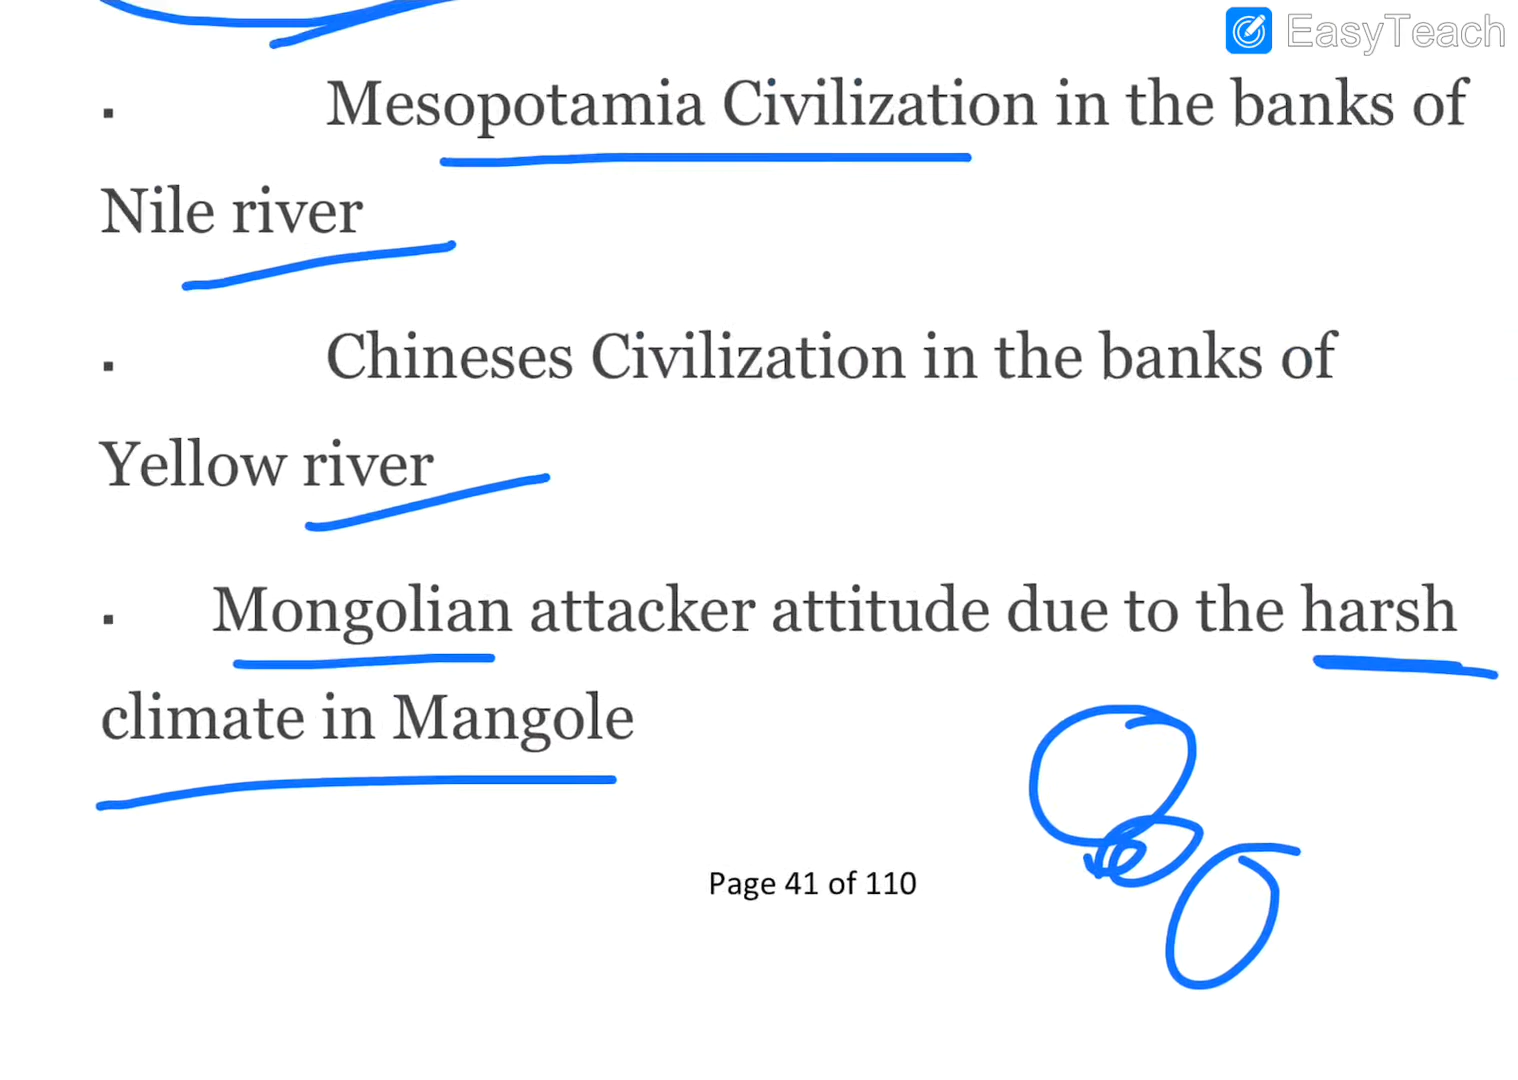 EasyTeach
▪ Mesopotamia Civilization in the banks of
Nile river
▪ Chineses Civilization in the banks of
Yellow river
▪ Mongolian attacker attitude due to the harsh
climate in Mangole
Page 41 of 110